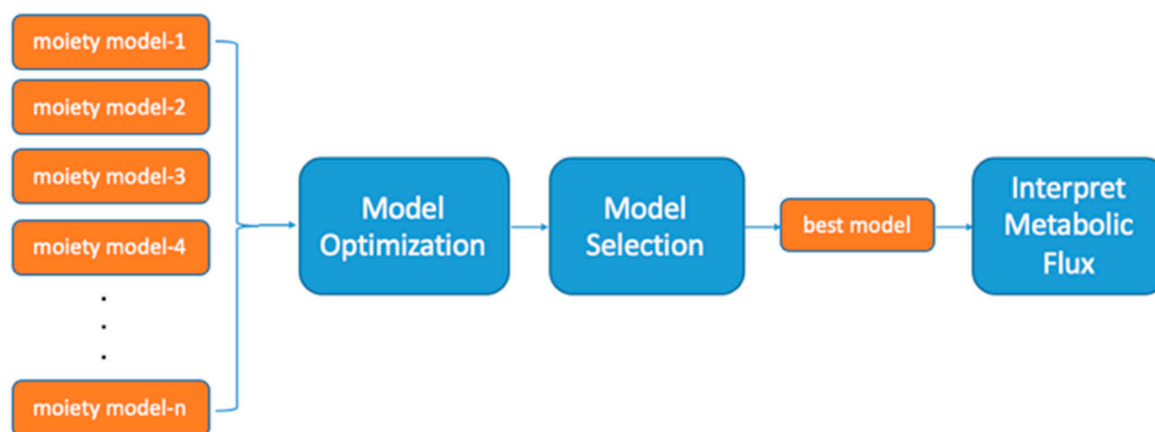 moiety model-1
moiety model-2
moiety model-3
moiety model-4
moiety model-n
Model
Optimization
Model
Selection
best model
Interpret
Metabolic
Flux